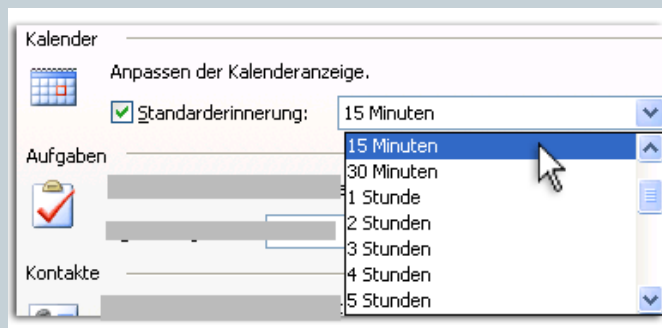 Kalender
Anpassen der Kalenderanzeige.
Standarderinnerung:
15 Minuten
15 Minuten
30 Minuten
1 Stunde
2 Stunden
3 Stunden
4 Stunden
5 Stunden
Aufgaben
Kontakte